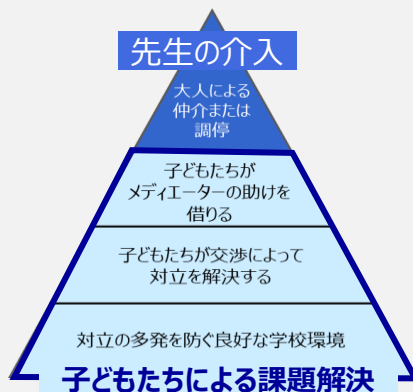 先生の介入
大人による
仲介または
調停
子どもたちが
メディエーターの助けを
借りる
子どもたちが交渉によって
対立を解決する
対立の多発を防ぐ良好な学校環境
子どもたちによる課題解決